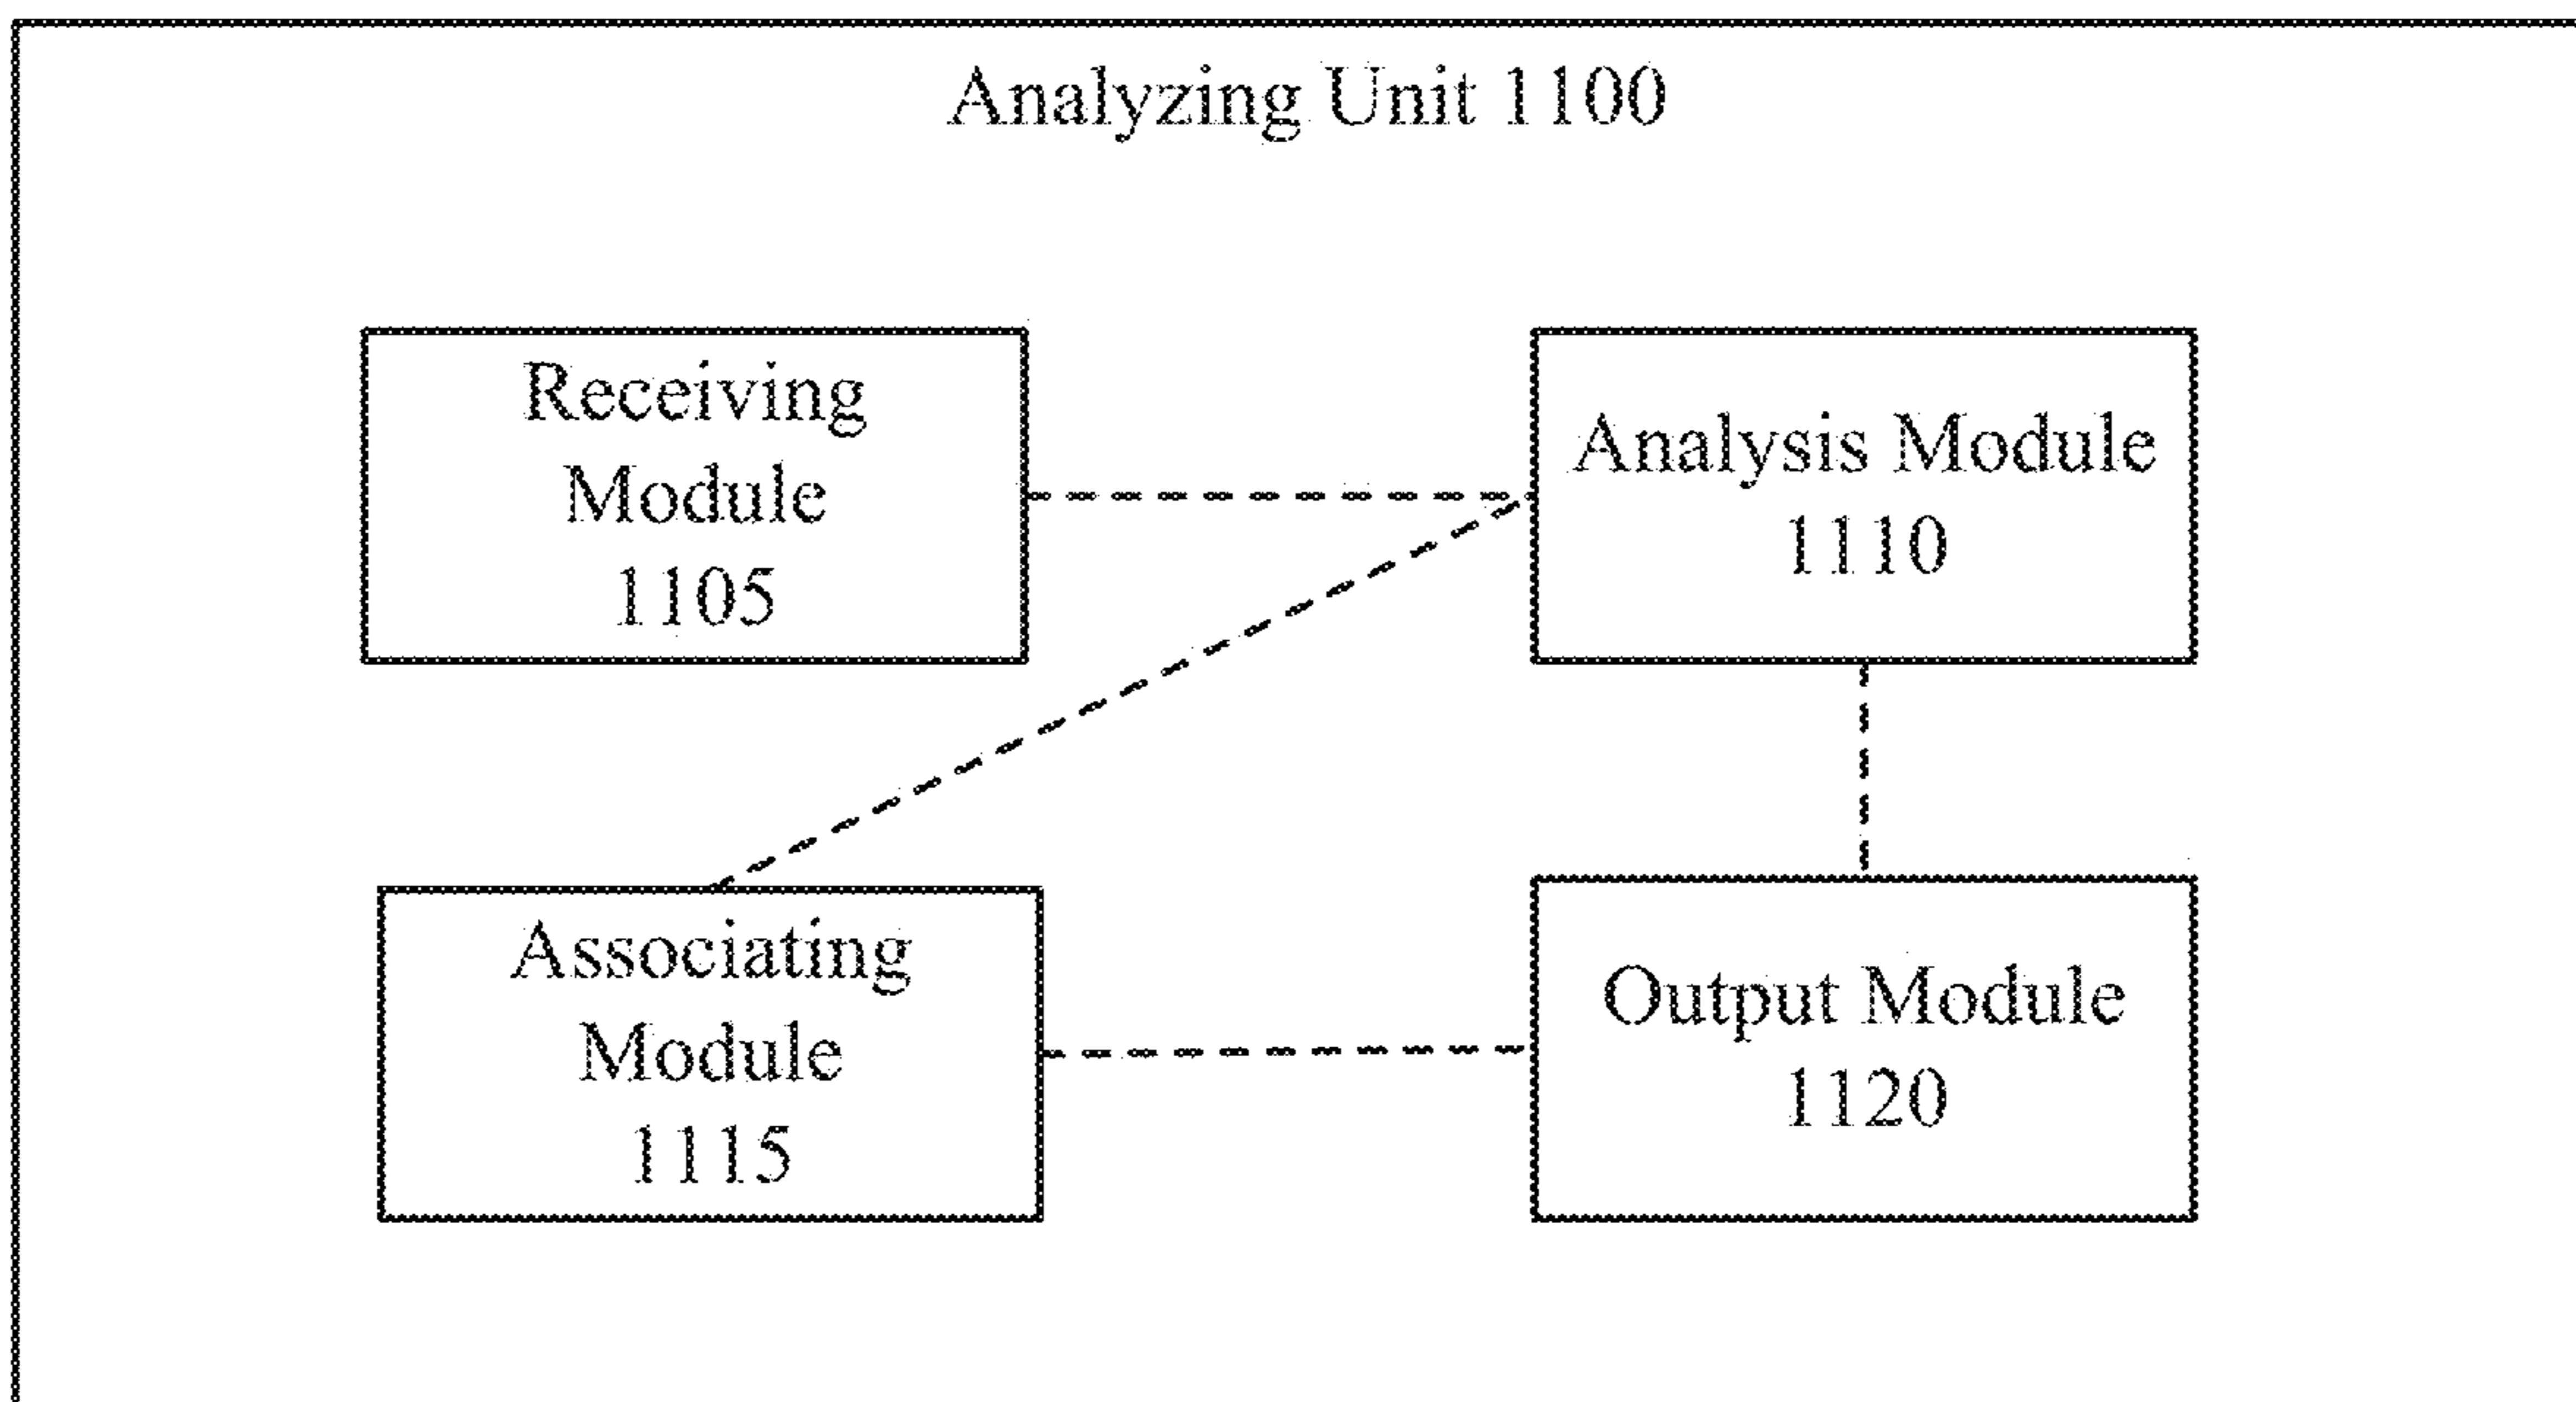 Analyzing Unit 1100
Receiving
Module
1105
Analysis Module
1110
Associating
Module
1115
Output Module
1120